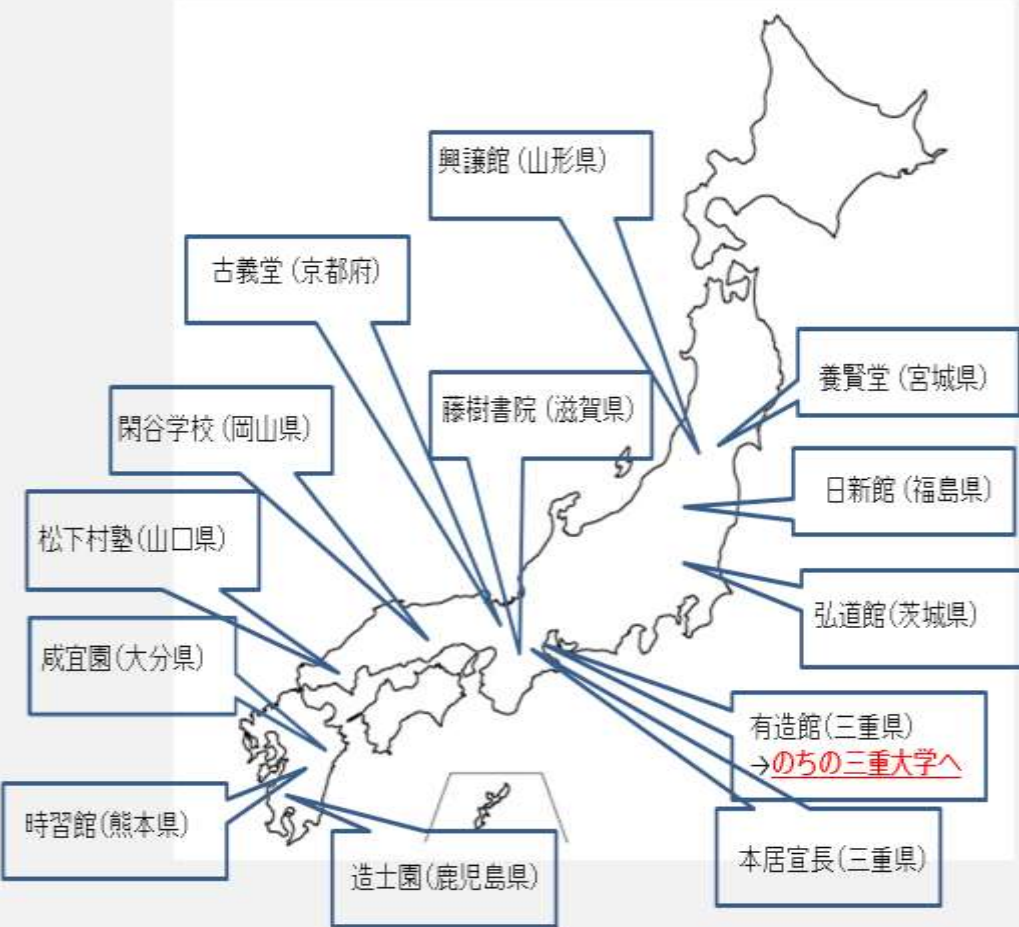 興譲館 (山形県)
古義堂 (京都府)
養賢堂 (宮城県)
藤樹書院 (滋賀県)
閑谷学校 (岡山県)
日新館 (福島県)
松下村塾(山口県)
弘道館(茨城県)
咸宜園(大分県)
有造館(三重県)
→のちの三重大学へ
時習館(熊本県)
本居宣長(三重県)
造士園(鹿児島県)